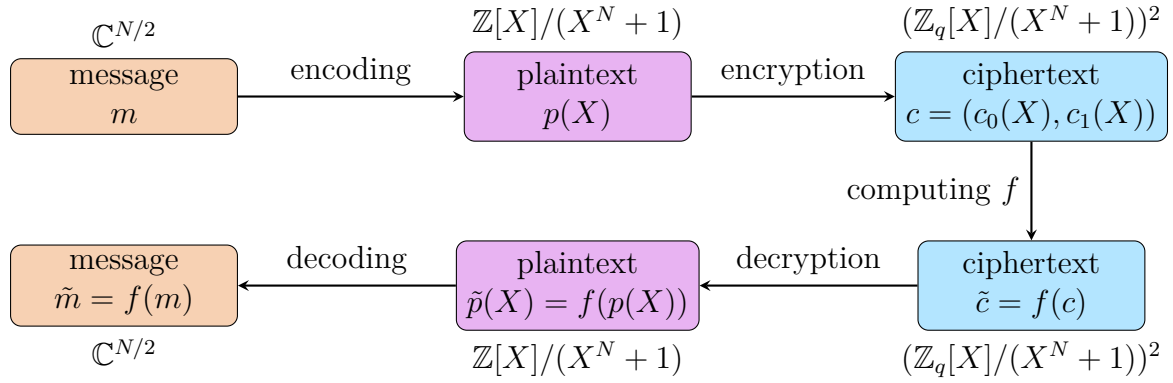 ℂ^{N/2}
message
m
encoding
ℤ[X]/(X^N + 1)
plaintext
p(X)
encryption
(ℤ_q[X]/(X^N + 1))^2
ciphertext
c = (c_0(X), c_1(X))
computing f
message
m̃ = f(m)
ℂ^{N/2}
decoding
plaintext
p̃(X) = f(p(X))
ℤ[X]/(X^N + 1)
decryption
ciphertext
c̃ = f(c)
(ℤ_q[X]/(X^N + 1))^2